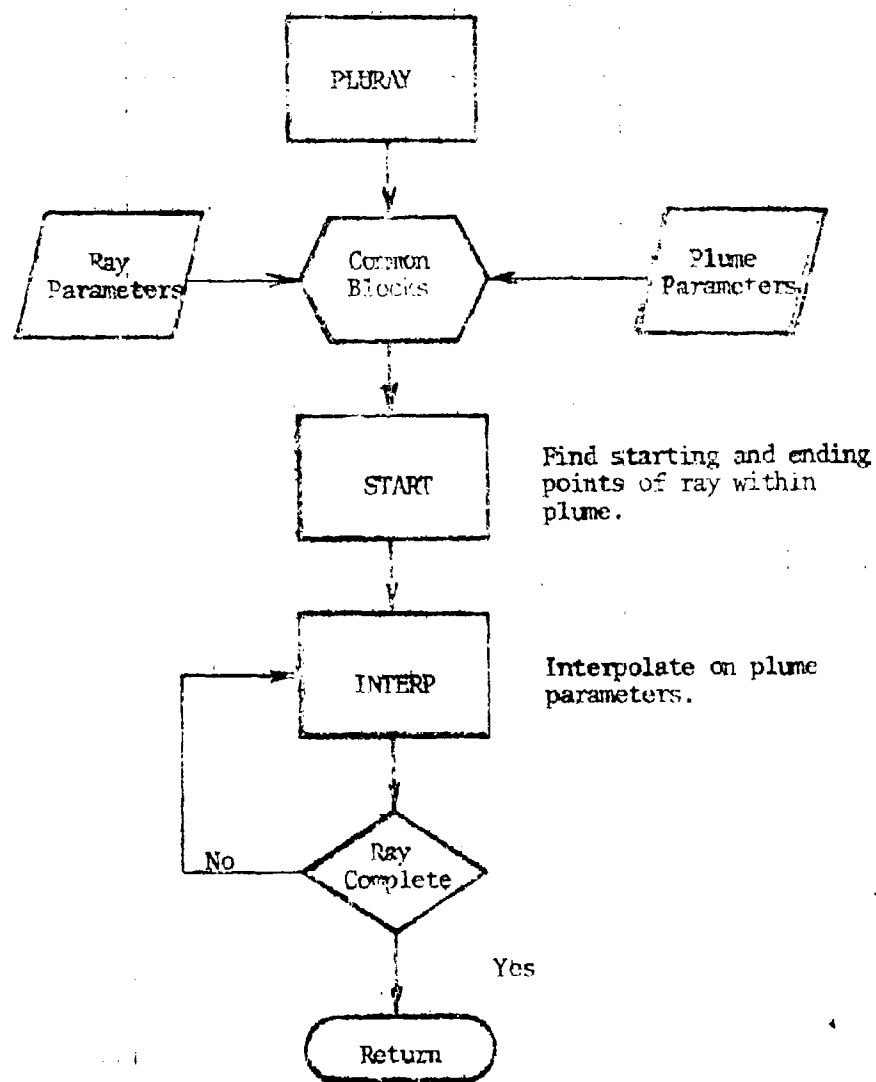 PLURAY
Ray
Parameters
Common
Blocks
Plume
Parameters
START
Find starting and ending
points of ray within
plume.
INTERP
Interpolate on plume
parameters.
Ray
Complete
No
Yes
Return